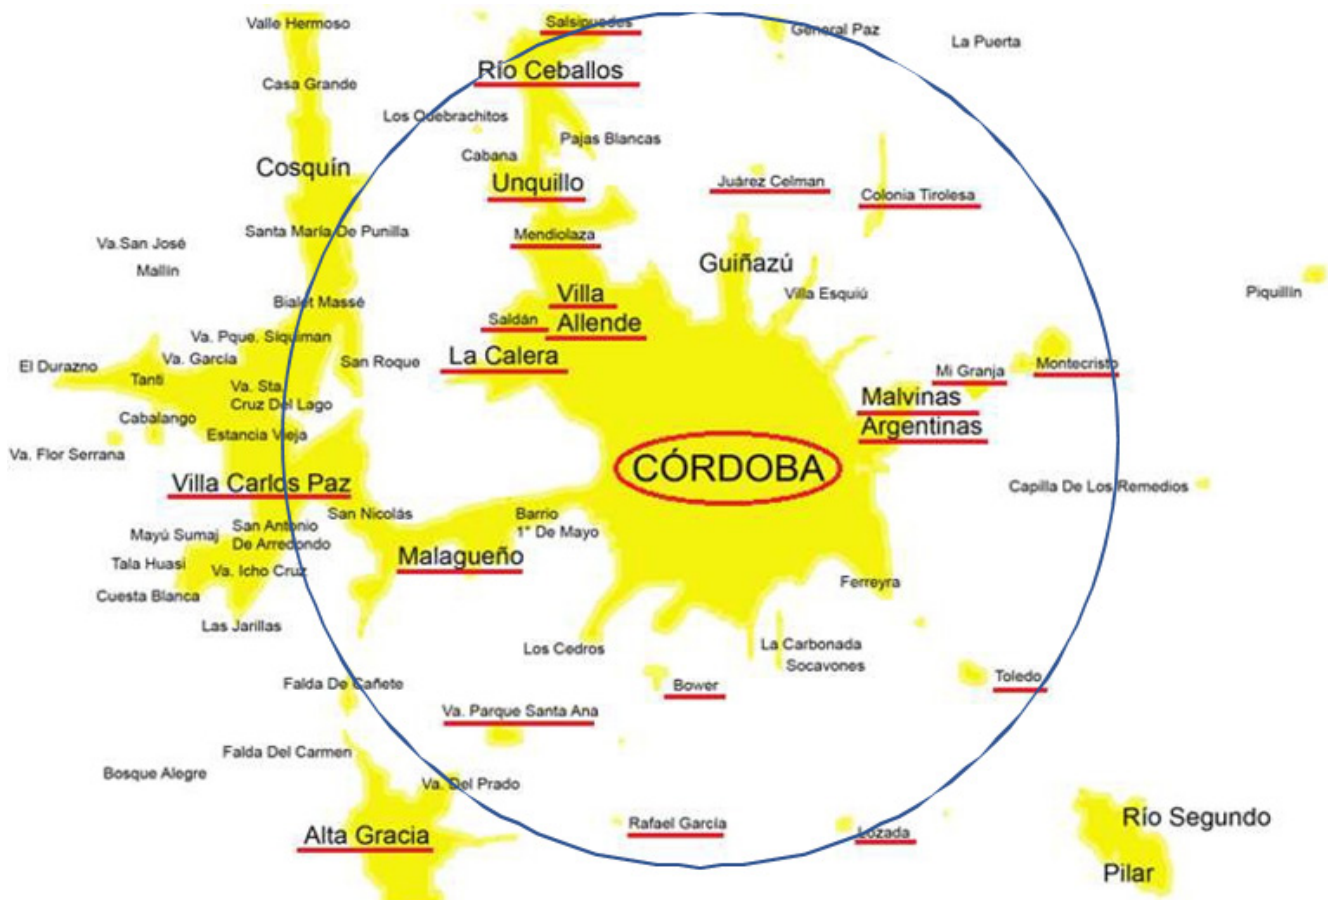 Valle Hermoso
Salsipuedes
General Paz
La Puerta
Río Ceballos
Casa Grande
Los Quebrachitos
Pajas Blancas
Cabana
Cosquín
Unquillo
Juárez Celman
Colonia Tirolesa
Santa María De Punilla
Mendiolaza
Va.San José
Mallín
Guiñazú
Villa Esquiú
Piquillín
Bialet Massé
Villa
Allende
Saldán
Va. Pque. Síquiman
Va. García
San Roque
La Calera
El Durazno
Tanti
Mi Granja
Montecristo
Va. Sta.
Cruz Del Lago
Malvinas
Argentinas
Cabalango
Estancia Vieja
Va. Flor Serrana
CÓRDOBA
Villa Carlos Paz
Capilla De Los Remedios
San Nicolás
Barrio
1° De Mayo
San Antonio
De Arredondo
Mayú Sumaj
Malagueño
Tala Huasi
Va. Icho Cruz
Ferreyra
Cuesta Blanca
Las Jarillas
Los Cedros
La Carbonada
Socavones
Falda De Cañete
Bower
Toledo
Va. Parque Santa Ana
Falda Del Carmen
Bosque Alegre
Va. Del Prado
Río Segundo
Alta Gracia
Rafael García
Lozada
Pilar